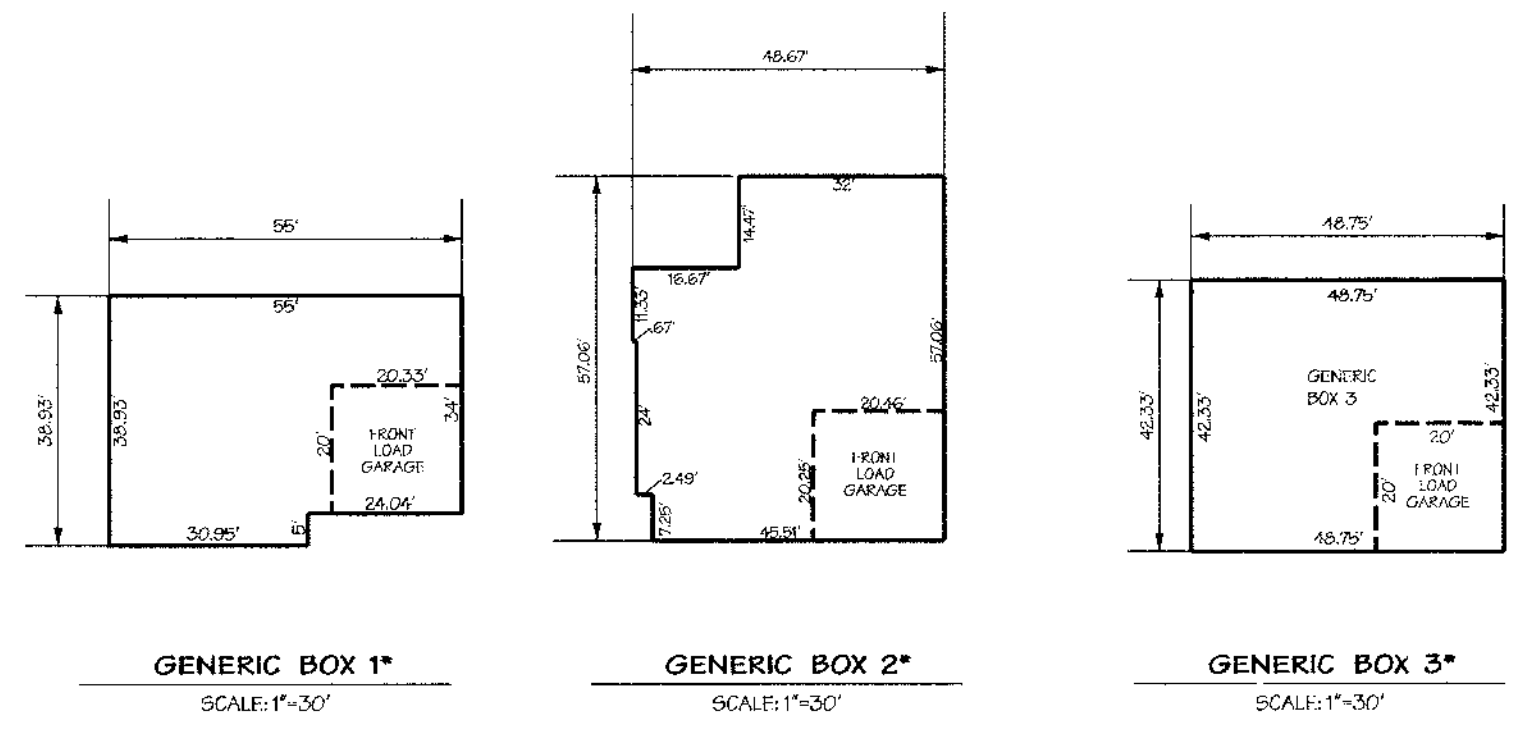 55'
55'
38.93'
38.93'
20.33'
34'
20'
FRONT
LOAD
GARAGE
24.04'
5'
30.95'
GENERIC BOX 1*
SCALE: 1"=30'
48.67'
32'
14.47'
16.67'
11.33'
.67'
57.06'
57.06'
24'
20.46'
20.25'
FRONT
LOAD
GARAGE
2.49'
7.25'
45.51'
GENERIC BOX 2*
SCALE: 1"=30'
48.75'
48.75'
GENERIC
BOX 3
42.33'
42.33'
42.33'
20'
20'
FRONT
LOAD
GARAGE
48.75'
GENERIC BOX 3*
SCALE: 1"=30'